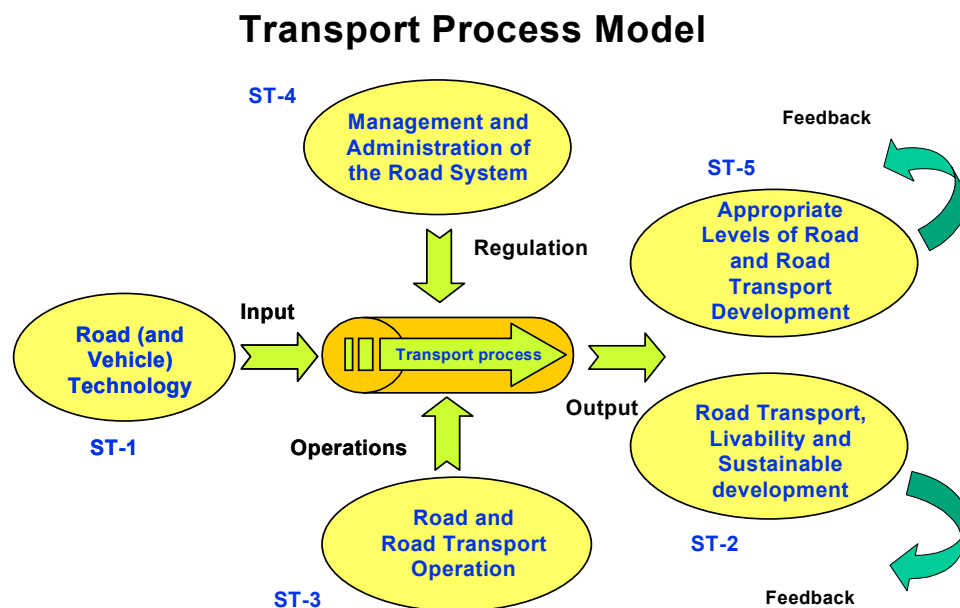 Transport Process Model
ST-4
Management and
Administration of
the Road System
Feedback
ST-5
Appropriate
Levels of Road
and Road
Transport
Development
Regulation
Input
Road (and
Vehicle)
Technology
ST-1
Transport process
Output
Operations
Road Transport,
Livability and
Sustainable
development
ST-2
Road and
Road Transport
Operation
ST-3
Feedback